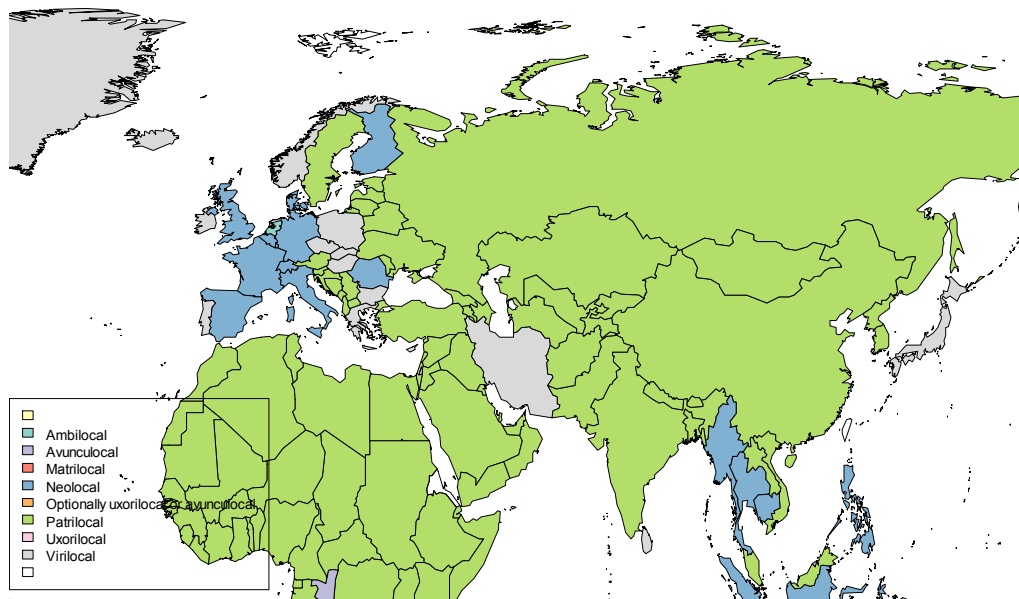 Ambilocal
Avunculocal
Matrilocal
Neolocal
Optionally uxorilocal or avunculocal
Patrilocal
Uxorilocal
Virilocal